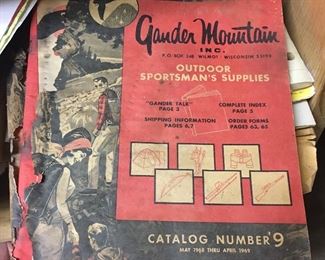 Gander Mountain
INC.
P.O. BOX 248 WILMOT, WISCONSIN 53192
OUTDOOR
SPORTSMAN'S SUPPLIES
"GANDER TALK"
PAGE 3
COMPLETE INDEX
PAGE 5
SHIPPING INFORMATION
PAGES 6,7
ORDER FORMS
PAGES 63, 65
CATALOG NUMBER 9
MAY 1968 THRU APRIL 1969